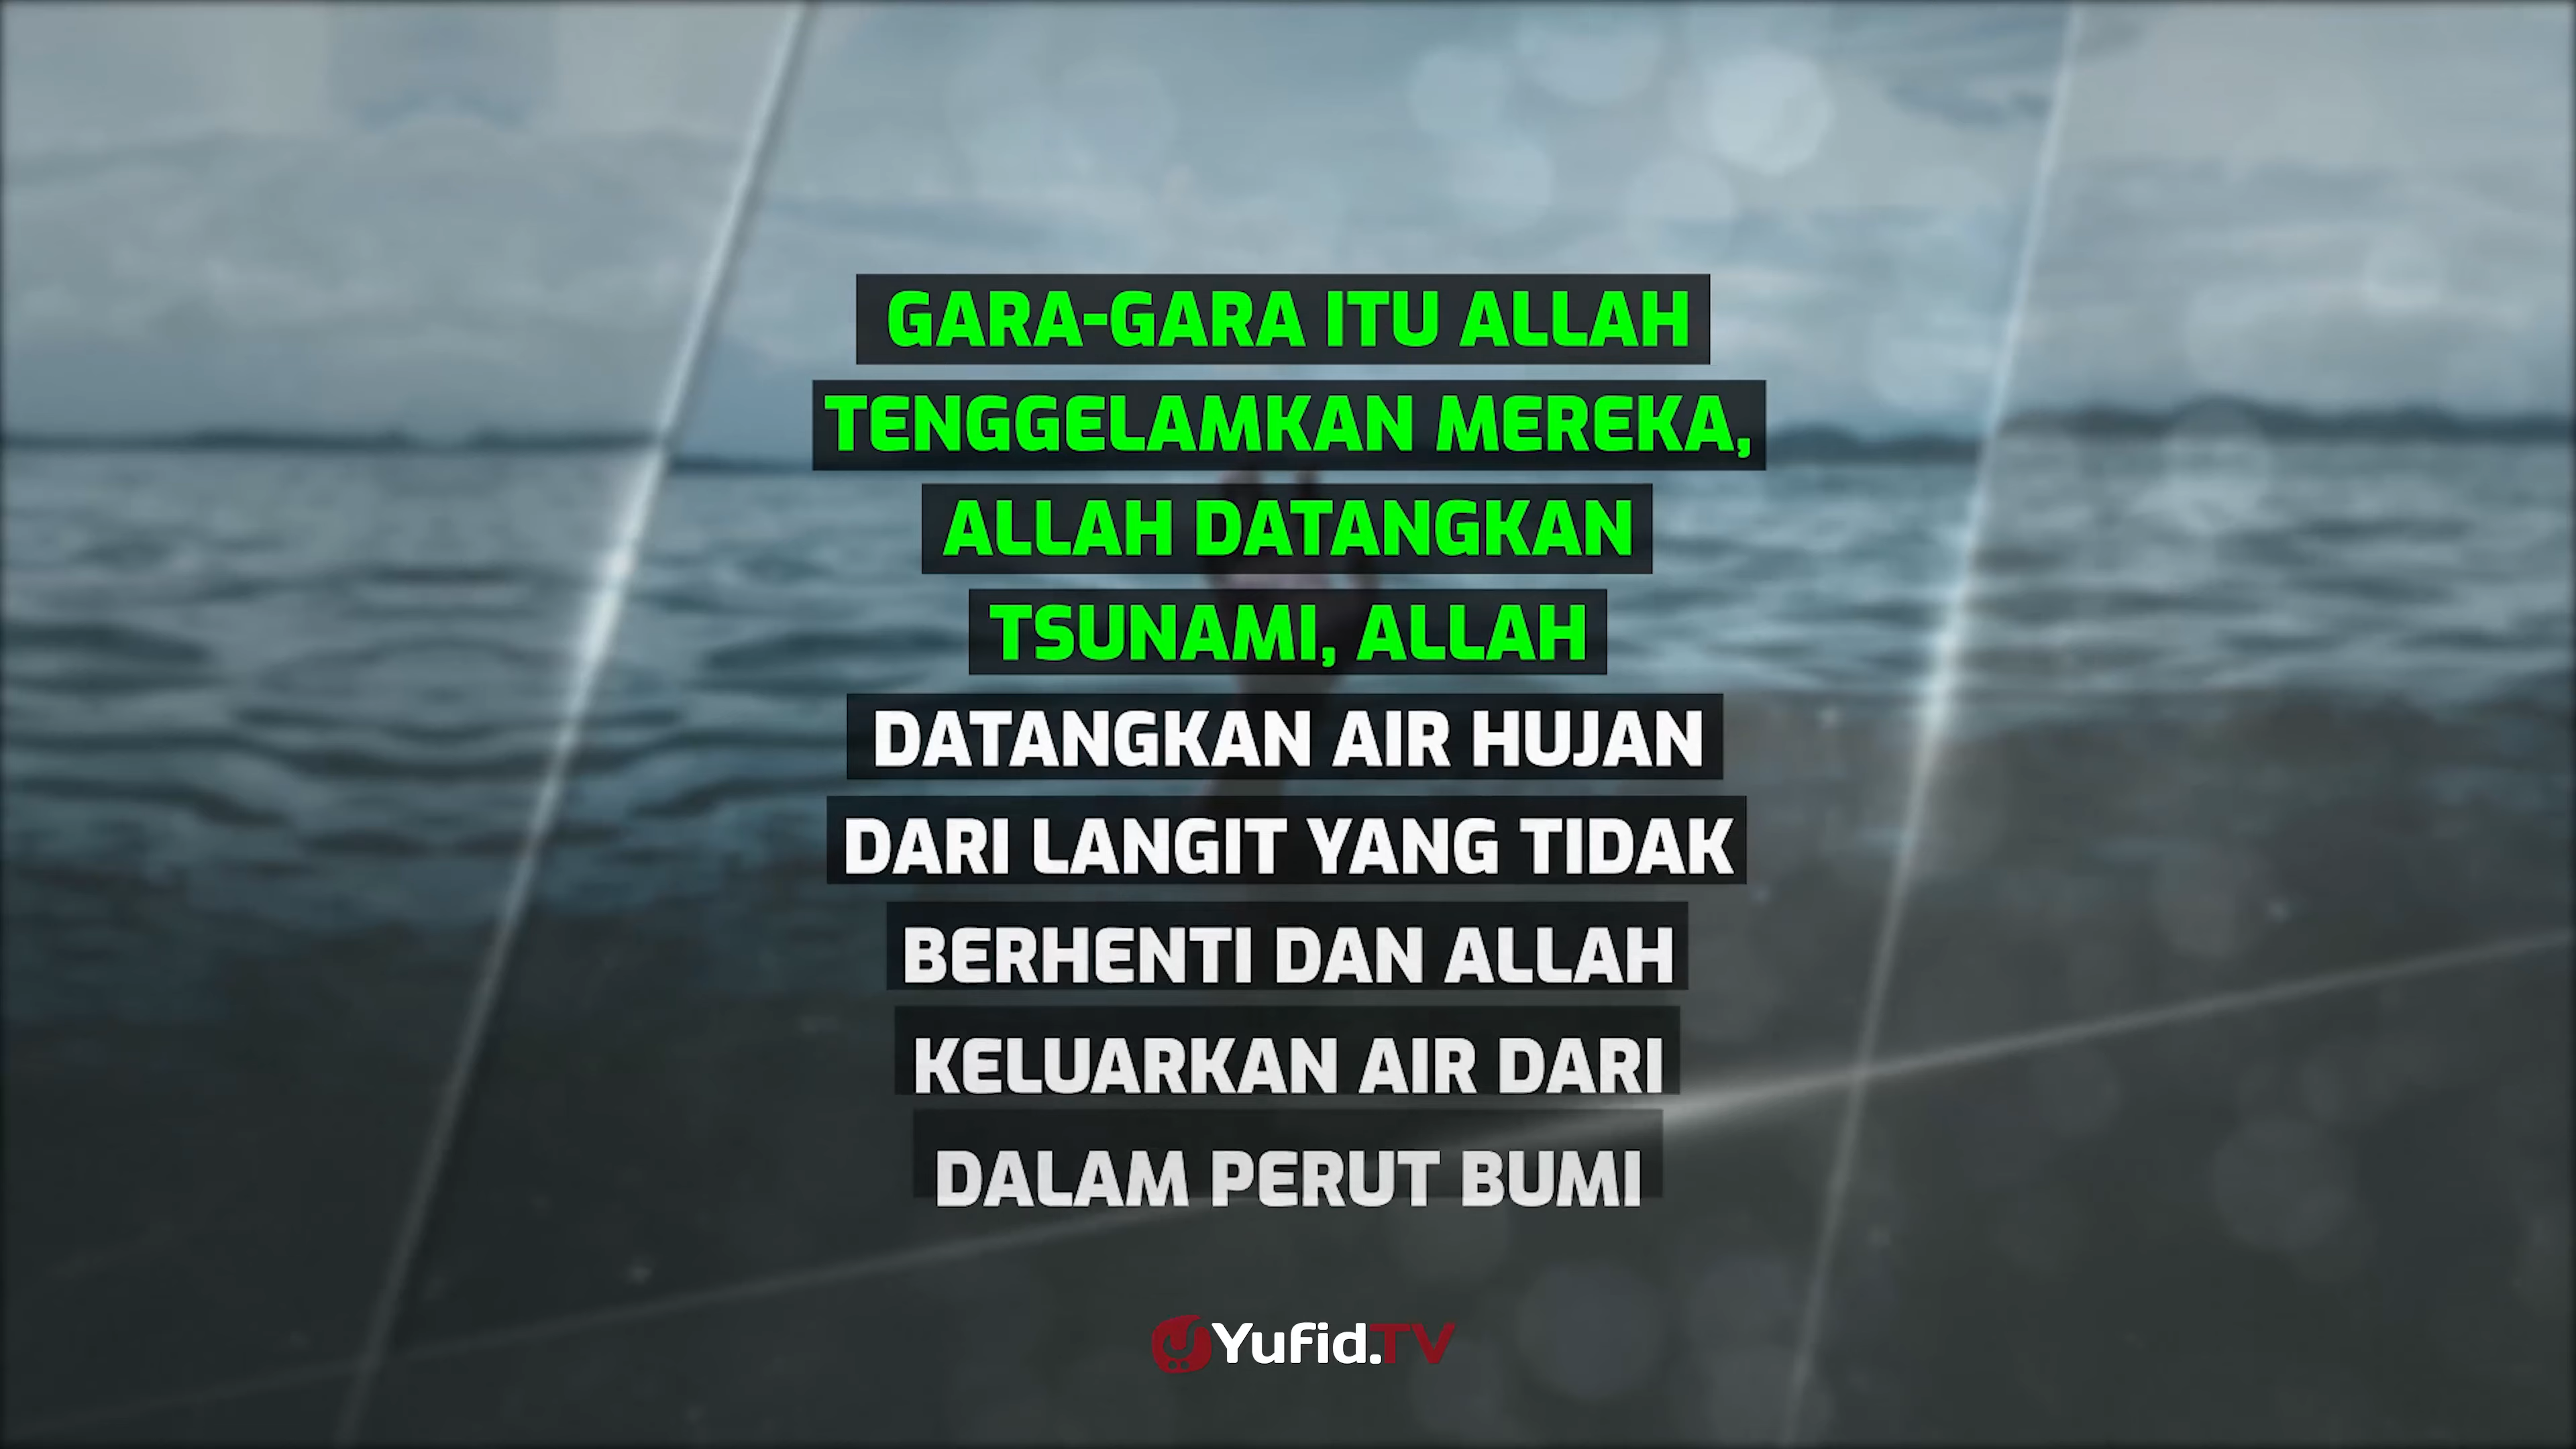 GARA-GARA ITU ALLAH
TENGGELAMKAN MEREKA,
ALLAH DATANGKAN
TSUNAMI, ALLAH
DATANGKAN AIR HUJAN
DARI LANGIT YANG TIDAK
BERHENTI DAN ALLAH
KELUARKAN AIR DARI
DALAM PERUT BUMI
Yufid.TV